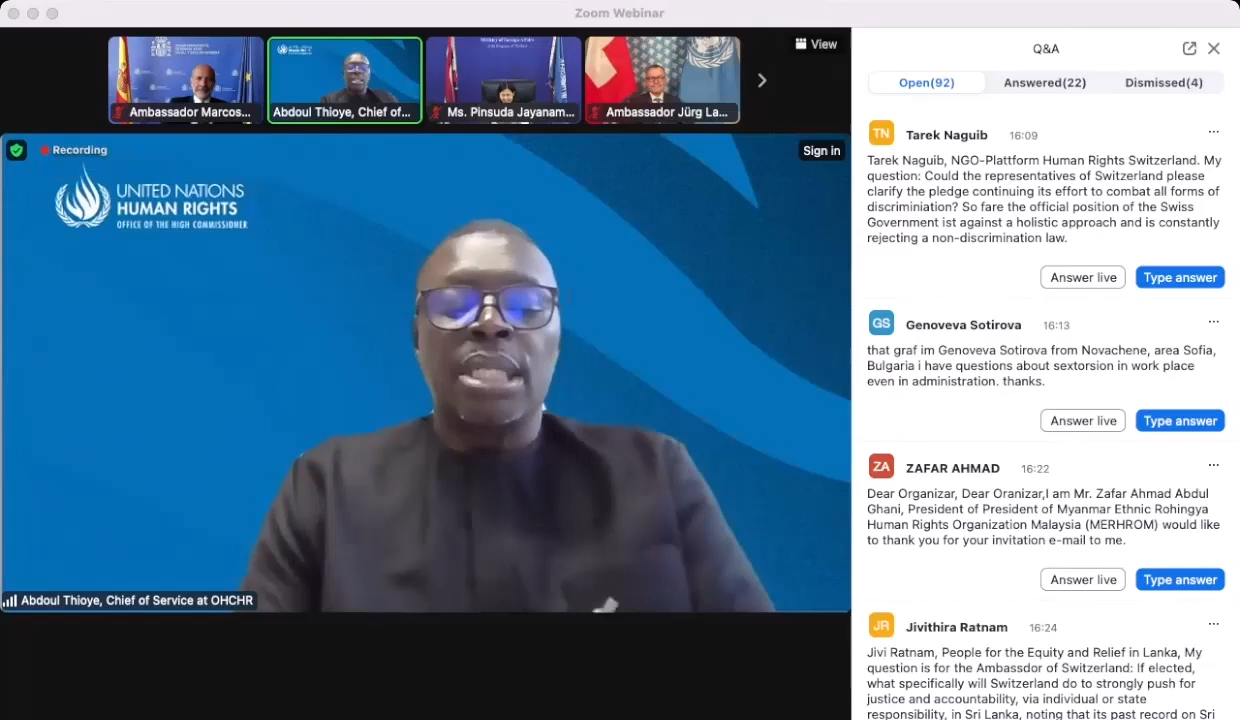 Zoom Webinar
View
Ambassador Marcos...
Abdoul Thioye, Chief of...
Ms. Pinsuda Jayanam...
Ambassador Jürg La...
Recording
Sign in
UNITED NATIONS
HUMAN RIGHTS
OFFICE OF THE HIGH COMMISSIONER
Abdoul Thioye, Chief of Service at OHCHR
Q&A
Open(92)
Answered(22)
Dismissed(4)
TN
Tarek Naguib 16:09
Tarek Naguib, NGO-Plattform Human Rights Switzerland. My
question: Could the representatives of Switzerland please
clarify the pledge continuing its effort to combat all forms of
discriminiation? So fare the official position of the Swiss
Government ist against a holistic approach and is constantly
rejecting a non-discrimination law.
Answer live
Type answer
GS
Genoveva Sotirova 16:13
that graf im Genoveva Sotirova from Novachene, area Sofia,
Bulgaria i have questions about sextorsion in work place
even in administration. thanks.
Answer live
Type answer
ZA
ZAFAR AHMAD 16:22
Dear Organizar, Dear Oranizar,I am Mr. Zafar Ahmad Abdul
Ghani, President of President of Myanmar Ethnic Rohingya
Human Rights Organization Malaysia (MERHROM) would like
to thank you for your invitation e-mail to me.
Answer live
Type answer
JR
Jivithira Ratnam 16:24
Jivi Ratnam, People for the Equity and Relief in Lanka, My
question is for the Ambassdor of Switzerland: If elected,
what specifically will Switzerland do to strongly push for
justice and accountability, via individual or state
responsibility, in Sri Lanka, noting that its past record on Sri